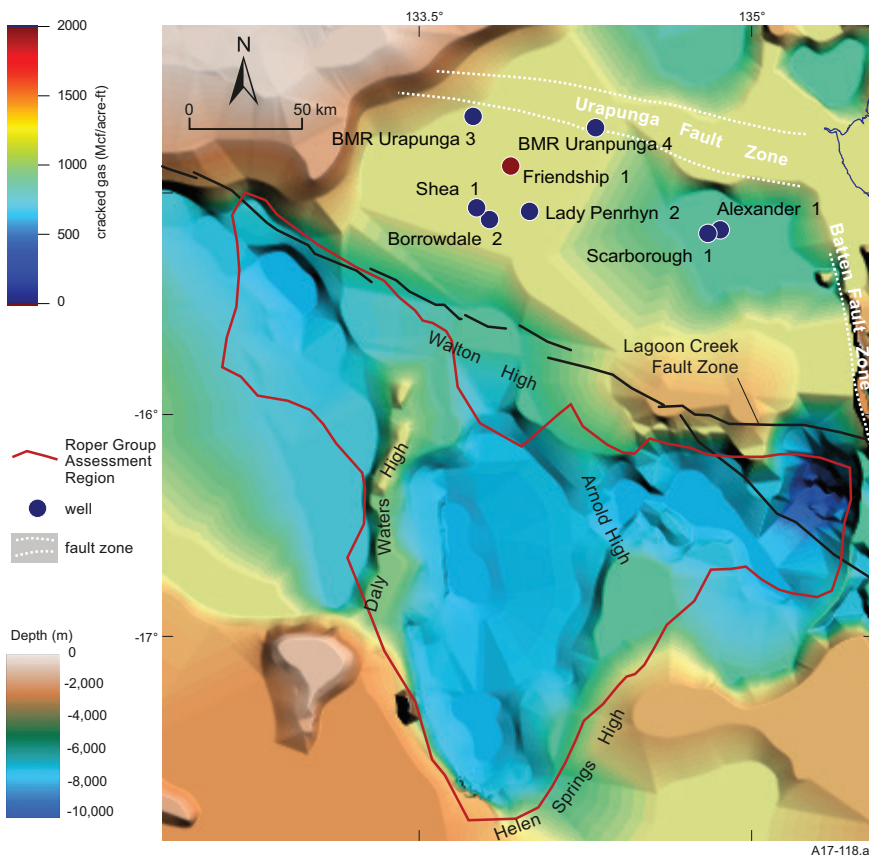 2000
1500
1000
500
0
cracked gas (Mcf/acre-ft)
Roper Group
Assessment
Region
well
fault zone
Depth (m)
0
-2,000
-4,000
-6,000
-8,000
-10,000
133.5°
135°
-16°
-17°
N
0
50 km
Urapunga Fault Zone
BMR Urapunga 3
BMR Uranpunga 4
Friendship 1
Shea 1
Lady Penrhyn 2
Alexander 1
Borrowdale 2
Scarborough 1
Batten Fault Zone
Lagoon Creek
Fault Zone
Walton High
Daly Waters High
Arnold High
Helen Springs High
A17-118.a